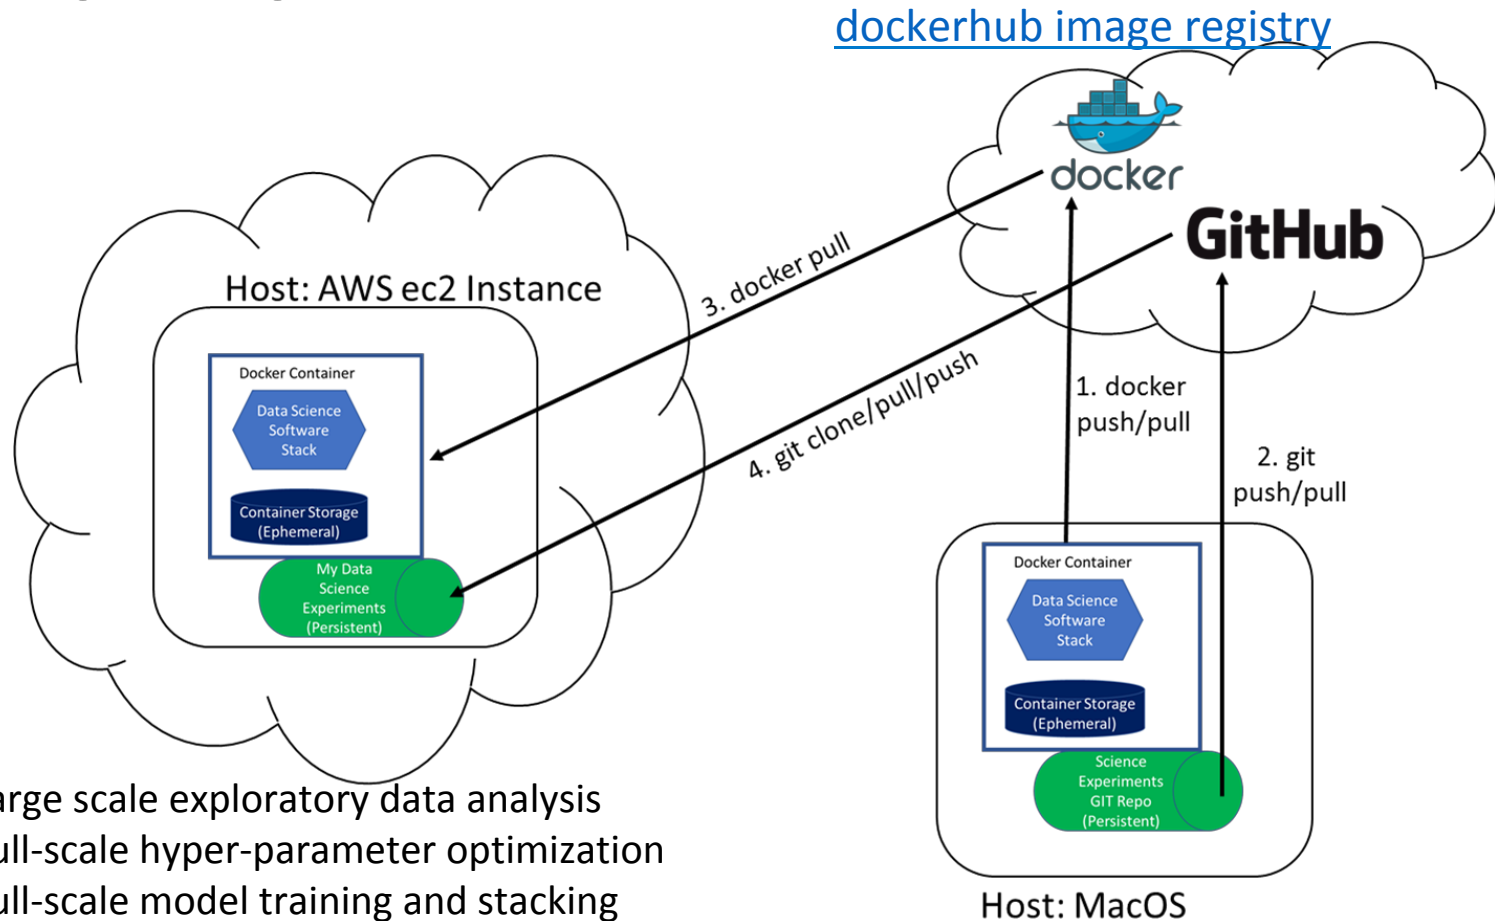 dockerhub image registry
docker
GitHub
Host: AWS ec2 Instance
Docker Container
Data Science
Software
Stack
Container Storage
(Ephemeral)
My Data
Science
Experiments
(Persistent)
3. docker pull
4. git clone/pull/push
1. docker
push/pull
2. git
push/pull
Docker Container
Data Science
Software
Stack
Container Storage
(Ephemeral)
Science
Experiments
GIT Repo
(Persistent)
Host: MacOS
arge scale exploratory data analysis
ull-scale hyper-parameter optimization
ull-scale model training and stacking